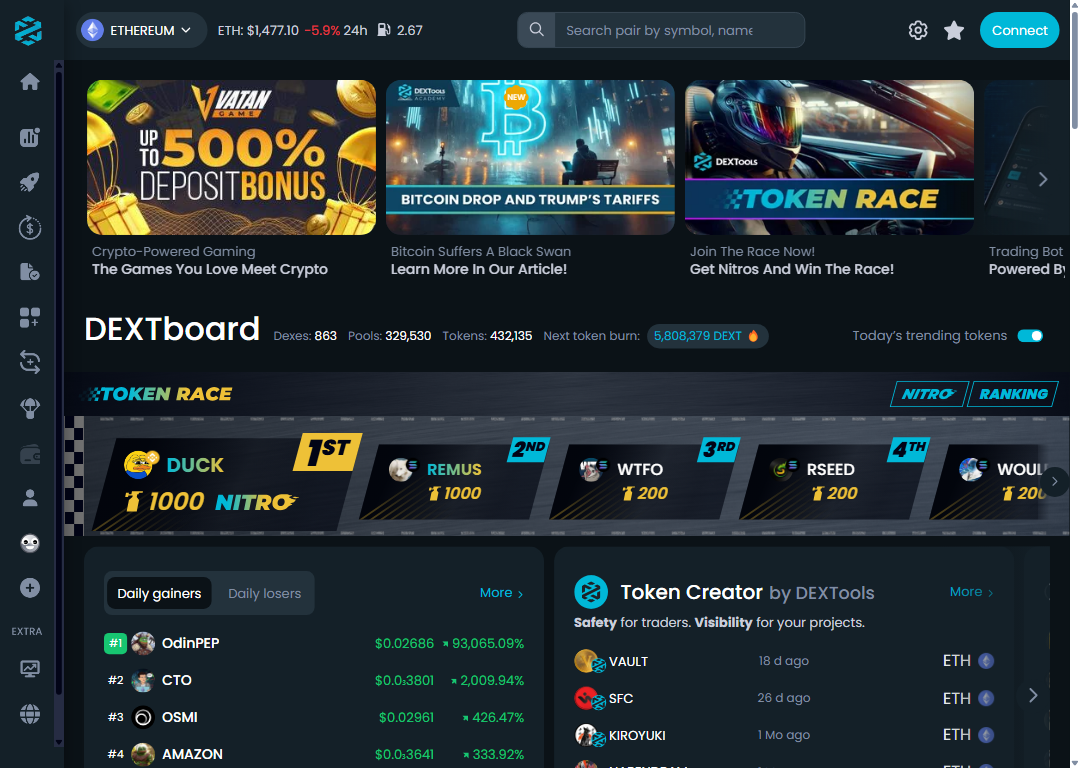 ETHEREUM
ETH: $1,477.10 -5.9% 24h
2.67
Search pair by symbol, name
Connect
VATAN
GAME
UP TO 500%
DEPOSIT BONUS
DEXTools
ACADEMY
NEW
BITCOIN DROP AND TRUMP'S TARIFFS
DEXTools
TOKEN RACE
Crypto-Powered Gaming
The Games You Love Meet Crypto
Bitcoin Suffers A Black Swan
Learn More In Our Article!
Join The Race Now!
Get Nitros And Win The Race!
Trading Bot
Powered By
DEXTboard
Dexes: 863
Pools: 329,530
Tokens: 432,135
Next token burn: 5,808,379 DEXT
Today's trending tokens
TOKEN RACE
NITRO
RANKING
1ST
DUCK
1000 NITRO
2ND
REMUS
1000
3RD
WTFO
200
4TH
RSEED
200
WOUL
200
Daily gainers
Daily losers
More
#1 OdinPEP $0.02686 93,065.09%
#2 CTO $0.0₃3801 2,009.94%
#3 OSMI $0.02961 426.47%
#4 AMAZON $0.0₃3641 333.92%
Token Creator by DEXTools
More
Safety for traders. Visibility for your projects.
VAULT 18 d ago ETH
SFC 26 d ago ETH
KIROYUKI 1 Mo ago ETH
EXTRA